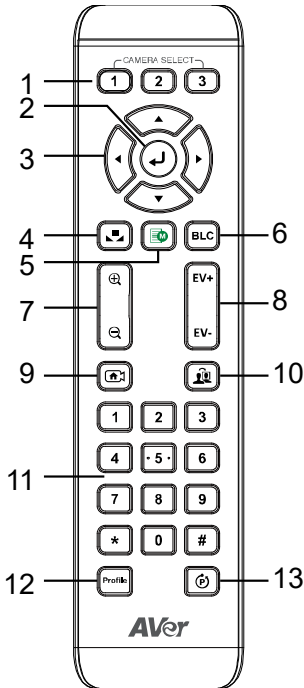 CAMERA SELECT
1 1 2 3
2
3
4 BLC 6
5 M
7 EV+ 8
EV-
9 10
1 2 3
4 · 5 · 6
11
7 8 9
* 0 #
12 Profile P 13
AVer